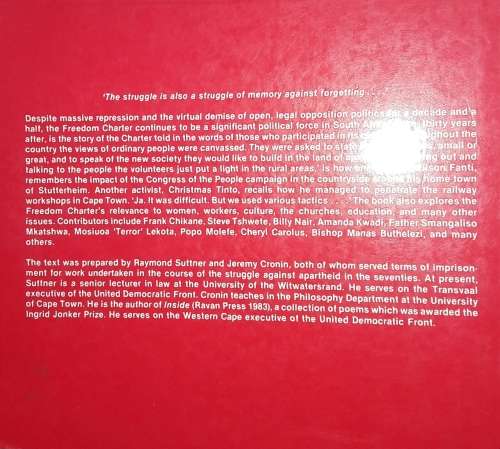 'The struggle is also a struggle of memory against forgetting . . .'
Despite massive repression and the virtual demise of open, legal opposition politics for a decade and a
half, the Freedom Charter continues to be a significant political force in South Africa thirty years
after, is the story of the Charter told in the words of those who participated in its throughout the
country the views of ordinary people were canvassed. They were asked to small or
great, and to speak of the new society they would like to build in the land of out and
talking to the people the volunteers just put a light in the rural areas,' is how Fanti,
remembers the impact of the Congress of the People campaign in the countryside around his home town
of Stutterheim. Another activist, Christmas Tinto, recalls how he managed to penetrate the railway
workshops in Cape Town. 'Ja. It was difficult. But we used various tactics . . . .' The book also explores the
Freedom Charter's relevance to women, workers, culture, the churches, education, and many other
issues. Contributors include Frank Chikane, Steve Tshwete, Billy Nair, Amanda Kwadi, Father Smangaliso
Mkatshwa, Mosiuoa 'Terror' Lekota, Popo Molefe, Cheryl Carolus, Bishop Manas Buthelezi, and many
others.
The text was prepared by Raymond Suttner and Jeremy Cronin, both of whom served terms of imprison-
ment for work undertaken in the course of the struggle against apartheid in the seventies. At present,
Suttner is a senior lecturer in law at the University of the Witwatersrand. He serves on the Transvaal
executive of the United Democratic Front. Cronin teaches in the Philosophy Department at the University
of Cape Town. He is the author of Inside (Ravan Press 1983), a collection of poems which was awarded the
Ingrid Jonker Prize. He serves on the Western Cape executive of the United Democratic Front.